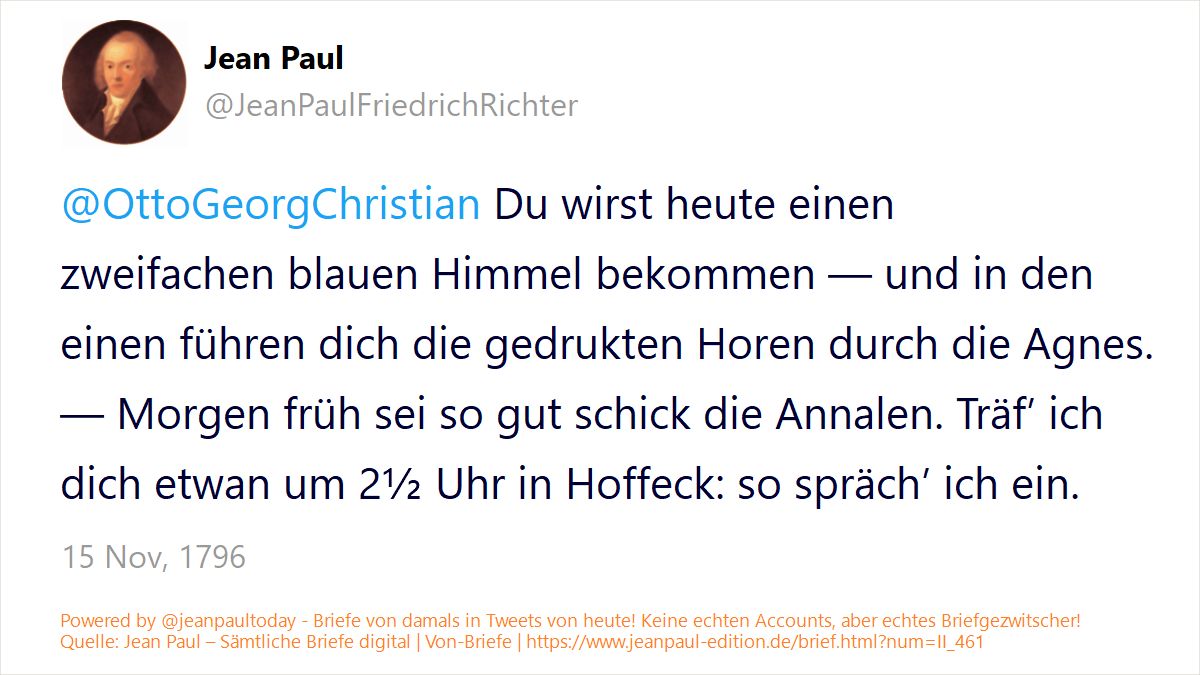 Jean Paul
@JeanPaulFriedrichRichter
@OttoGeorgChristian Du wirst heute einen
zweifachen blauen Himmel bekommen — und in den
einen führen dich die gedrukten Horen durch die Agnes.
— Morgen früh sei so gut schick die Annalen. Träf’ ich
dich etwan um 2½ Uhr in Hoffeck: so spräch’ ich ein.
15 Nov, 1796
Powered by @jeanpaultoday - Briefe von damals in Tweets von heute! Keine echten Accounts, aber echtes Briefgezwitscher!
Quelle: Jean Paul – Sämtliche Briefe digital | Von-Briefe | https://www.jeanpaul-edition.de/brief.html?num=II_461